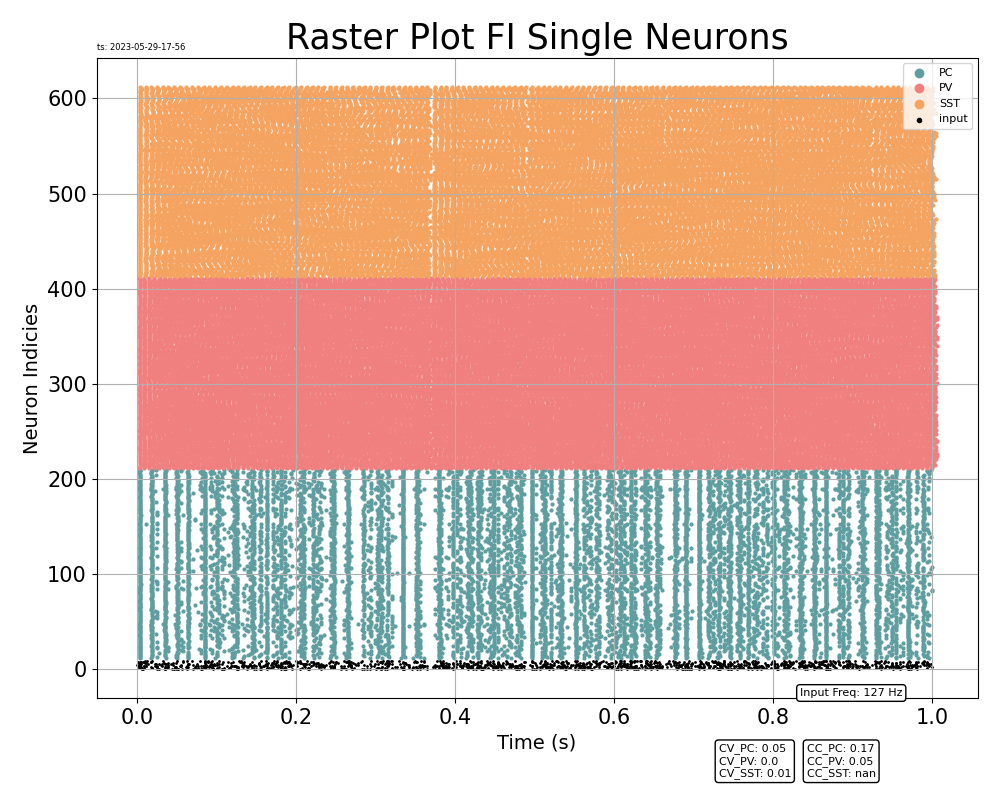 Raster Plot FI Single Neurons
ts: 2023-05-29-17-56
PC
PV
SST
input
600
500
400
300
200
100
0
Neuron Indicies
0.0 0.2 0.4 0.6 0.8 1.0
Time (s)
Input Freq: 127 Hz
CV_PC: 0.05
CV_PV: 0.0
CV_SST: 0.01
CC_PC: 0.17
CC_PV: 0.05
CC_SST: nan